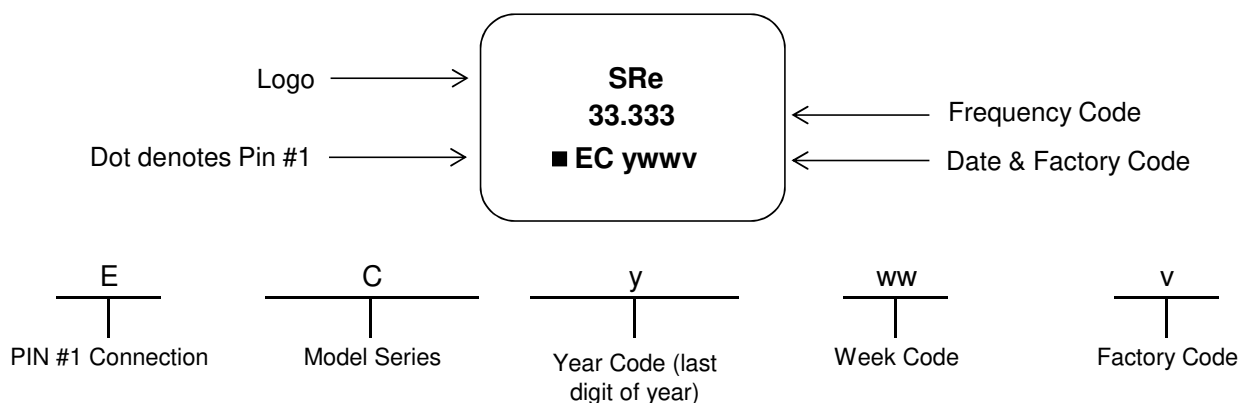 Logo
SRe
33.333
Frequency Code
Dot denotes Pin #1
EC ywwv
Date & Factory Code
E
C
y
ww
v
PIN #1 Connection
Model Series
Year Code (last
digit of year)
Week Code
Factory Code